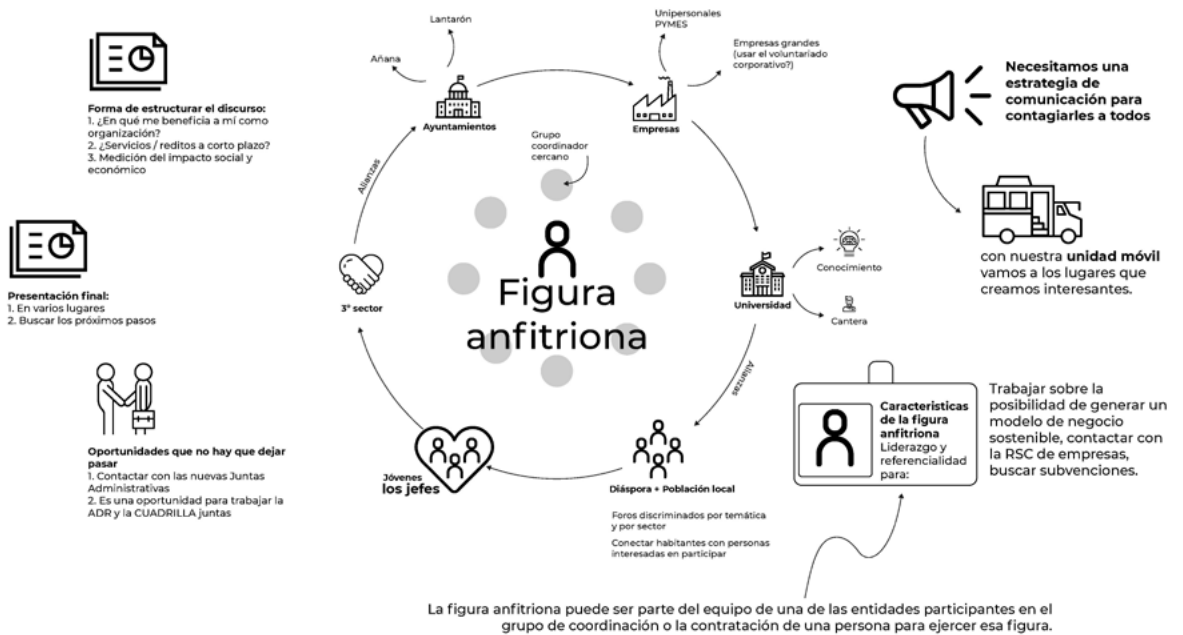 Forma de estructurar el discurso:
1. ¿En qué me beneficia a mí como
organización?
2. ¿Servicios / reditos a corto plazo?
3. Medición del impacto social y
económico
Presentación final:
1. En varios lugares
2. Buscar los próximos pasos
Oportunidades que no hay que dejar
pasar
1. Contactar con las nuevas Juntas
Administrativas
2. Es una oportunidad para trabajar la
ADR y la CUADRILLA juntas
Lantarón
Añana
Ayuntamientos
Unipersonales
PYMES
Empresas grandes
(usar el voluntariado
corporativo?)
Empresas
Grupo
coordinador
cercano
Alianzas
Figura
anfitriona
3º sector
Universidad
Conocimiento
Cantera
Alianzas
Jóvenes
los jefes
Diáspora + Población local
Foros discriminados por temática
y por sector
Conectar habitantes con personas
interesadas en participar
Necesitamos una
estrategia de
comunicación para
contagiarles a todos
con nuestra unidad móvil
vamos a los lugares que
creamos interesantes.
Caracteristicas
de la figura
anfitriona
Liderazgo y
referencialidad
para:
Trabajar sobre la
posibilidad de generar un
modelo de negocio
sostenible, contactar con
la RSC de empresas,
buscar subvenciones.
La figura anfitriona puede ser parte del equipo de una de las entidades participantes en el
grupo de coordinación o la contratación de una persona para ejercer esa figura.